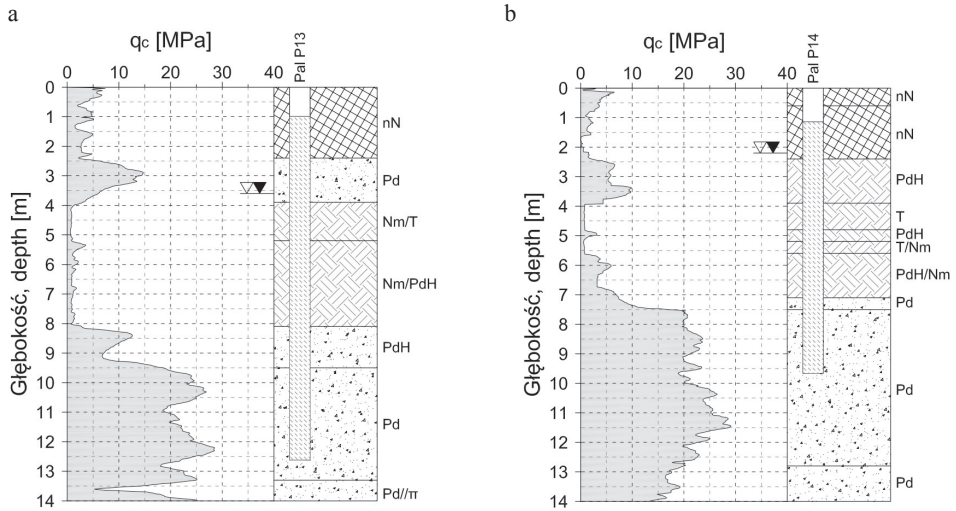 a
qc [MPa]
0 10 20 30 40
Pal P13
Głębokość, depth [m]
0
1
2
3
4
5
6
7
8
9
10
11
12
13
14
nN
Pd
Nm/T
Nm/PdH
PdH
Pd
Pd//π
b
qc [MPa]
0 10 20 30 40
Pal P14
Głębokość, depth [m]
0
1
2
3
4
5
6
7
8
9
10
11
12
13
14
nN
nN
PdH
T
PdH
T/Nm
PdH/Nm
Pd
Pd
Pd